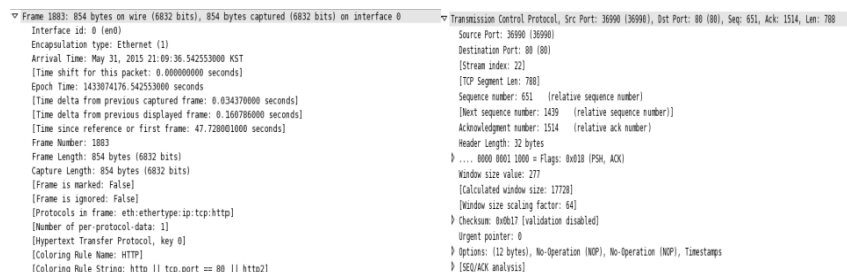 Frame 1883: 854 bytes on wire (6832 bits), 854 bytes captured (6832 bits) on interface 0
Interface id: 0 (en0)
Encapsulation type: Ethernet (1)
Arrival Time: May 31, 2015 21:09:36.542553000 KST
[Time shift for this packet: 0.000000000 seconds]
Epoch Time: 1433074176.542553000 seconds
[Time delta from previous captured frame: 0.034370000 seconds]
[Time delta from previous displayed frame: 0.160786000 seconds]
[Time since reference or first frame: 47.728001000 seconds]
Frame Number: 1883
Frame Length: 854 bytes (6832 bits)
Capture Length: 854 bytes (6832 bits)
[Frame is marked: False]
[Frame is ignored: False]
[Protocols in frame: eth:ethertype:ip:tcp:http]
[Number of per-protocol-data: 1]
[Hypertext Transfer Protocol, key 0]
[Coloring Rule Name: HTTP]
[Coloring Rule String: http || tcp.port == 80 || http2]
Transmission Control Protocol, Src Port: 36990 (36990), Dst Port: 80 (80), Seq: 651, Ack: 1514, Len: 788
Source Port: 36990 (36990)
Destination Port: 80 (80)
[Stream index: 22]
[TCP Segment Len: 788]
Sequence number: 651 (relative sequence number)
[Next sequence number: 1439 (relative sequence number)]
Acknowledgment number: 1514 (relative ack number)
Header Length: 32 bytes
.... 0000 0001 1000 = Flags: 0x018 (PSH, ACK)
Window size value: 277
[Calculated window size: 17728]
[Window size scaling factor: 64]
Checksum: 0x0b17 [validation disabled]
Urgent pointer: 0
Options: (12 bytes), No-Operation (NOP), No-Operation (NOP), Timestamps
[SEQ/ACK analysis]